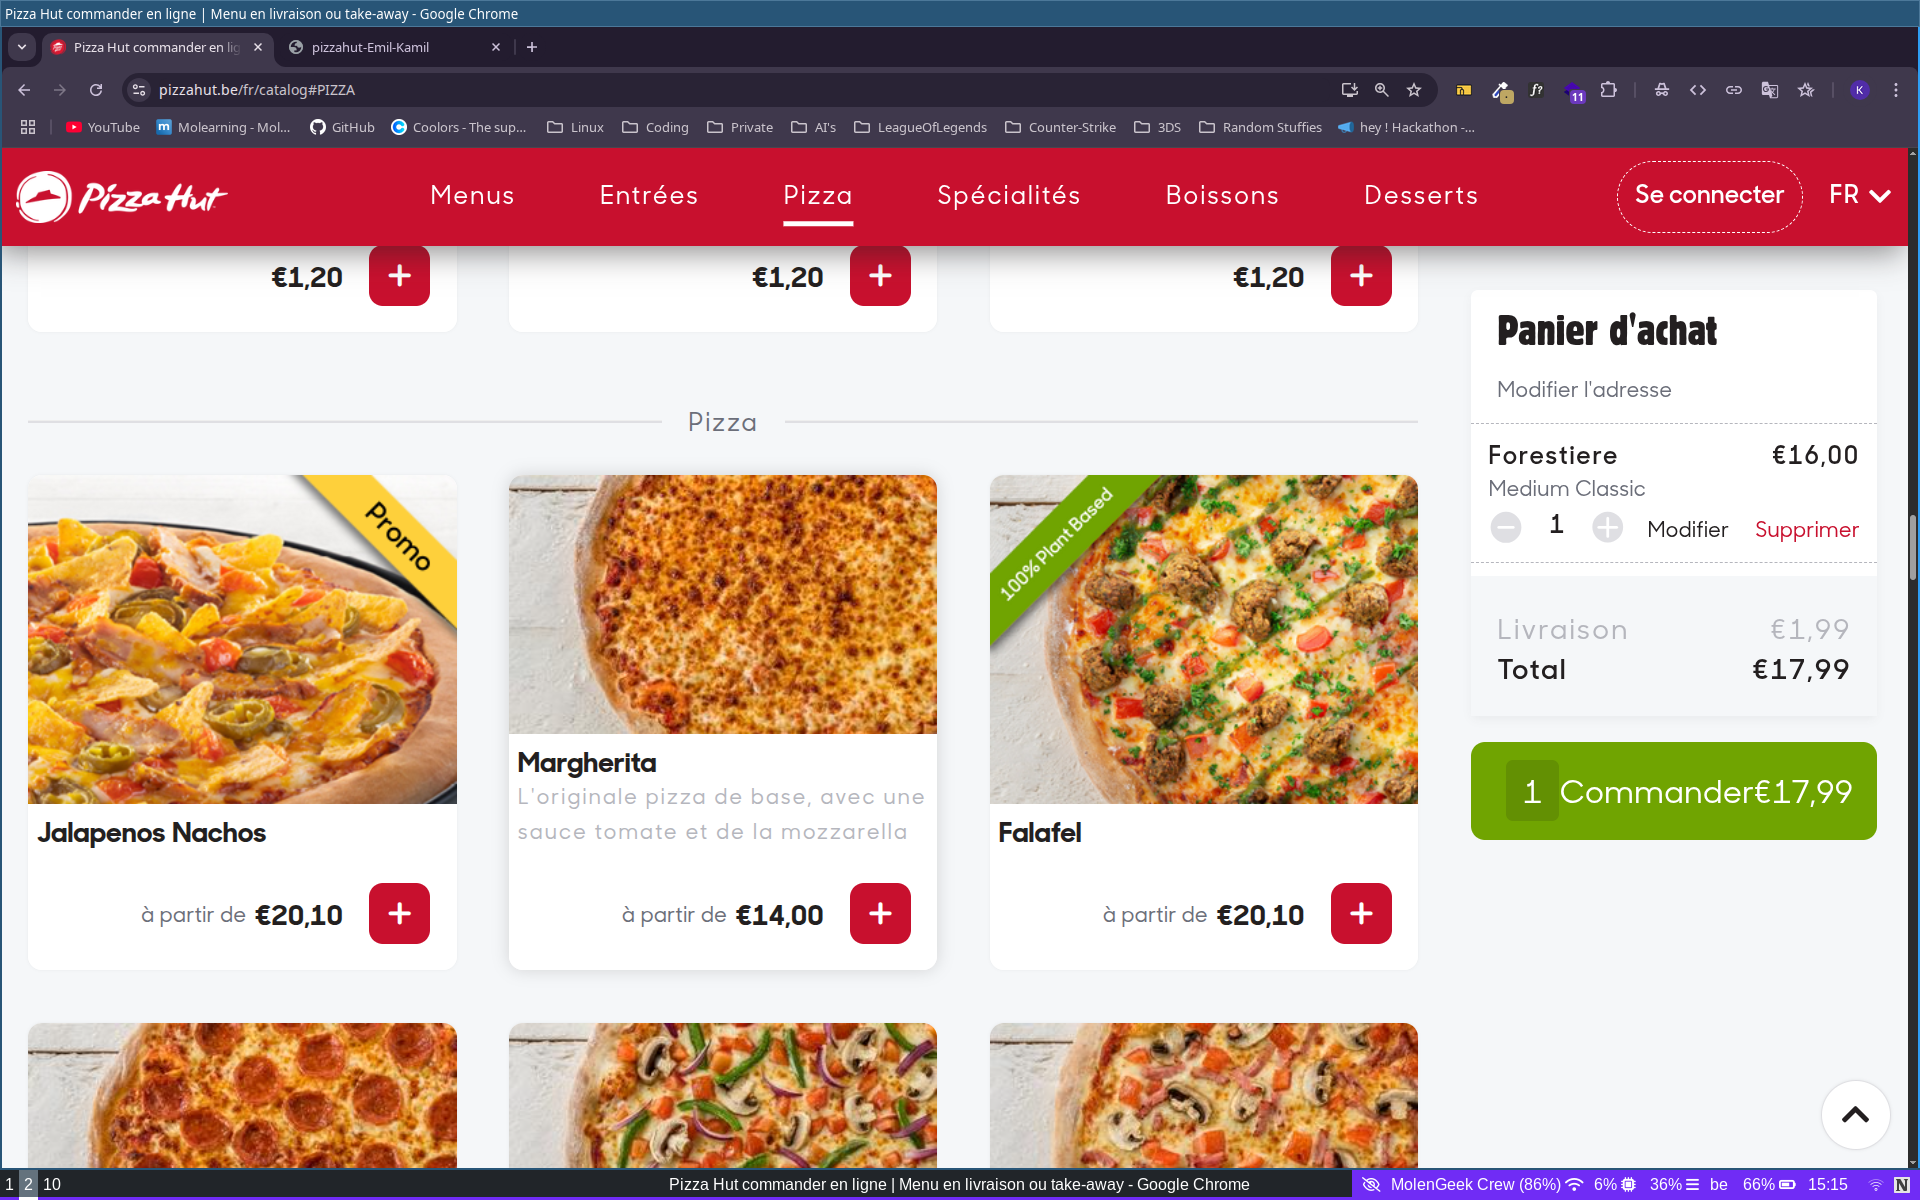 Pizza Hut commander en ligne | Menu en livraison ou take-away - Google Chrome
Pizza Hut commander en lig
pizzahut-Emil-Kamil
pizzahut.be/fr/catalog#PIZZA
11
K
YouTube
Molearning - Mol...
GitHub
Coolors - The sup...
Linux
Coding
Private
AI's
LeagueOfLegends
Counter-Strike
3DS
Random Stuffies
hey ! Hackathon -...
Pizza Hut
Menus
Entrées
Pizza
Spécialités
Boissons
Desserts
Se connecter
FR
€1,20
€1,20
€1,20
Pizza
Promo
Jalapenos Nachos
à partir de €20,10
Margherita
L'originale pizza de base, avec une
sauce tomate et de la mozzarella
à partir de €14,00
100% Plant Based
Falafel
à partir de €20,10
Panier d'achat
Modifier l'adresse
Forestiere €16,00
Medium Classic
1 Modifier Supprimer
Livraison €1,99
Total €17,99
1 Commander€17,99
1 2 10
Pizza Hut commander en ligne | Menu en livraison ou take-away - Google Chrome
MolenGeek Crew (86%) 6% 36% be 66% 15:15 N